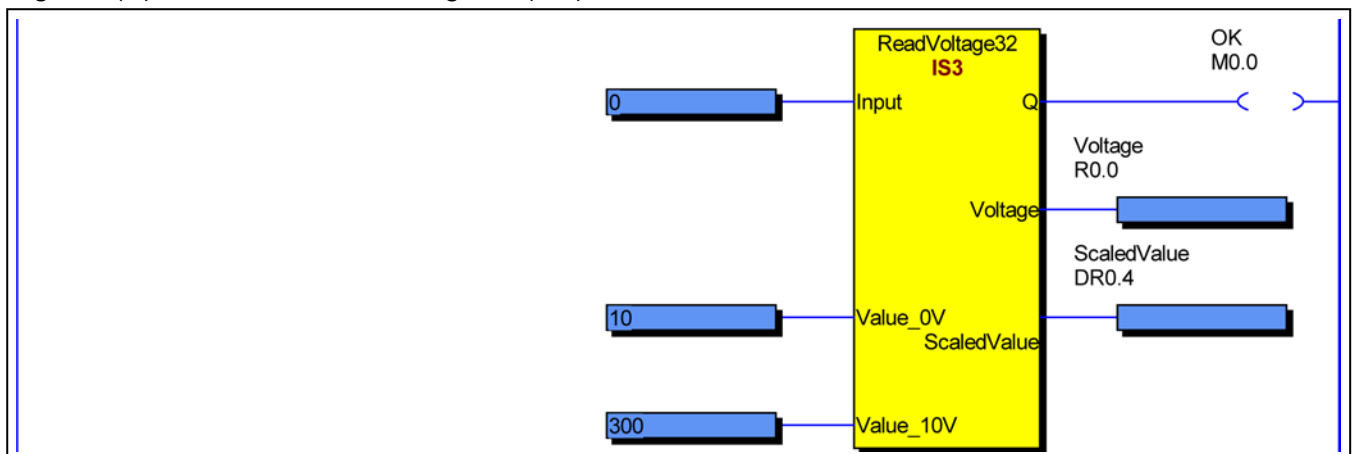 ReadVoltage32
IS3
OK
M0.0
0
Input
Q
Voltage
R0.0
Voltage
ScaledValue
DR0.4
10
Value_0V
ScaledValue
300
Value_10V